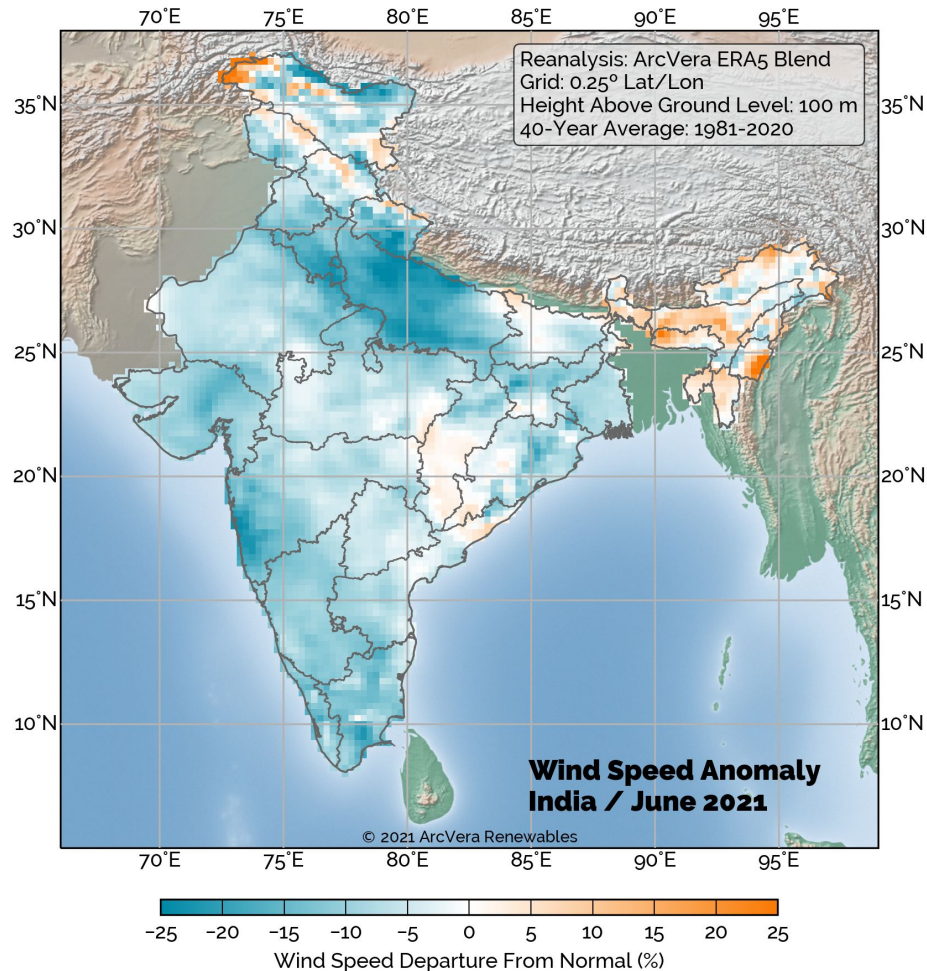 70°E 75°E 80°E 85°E 90°E 95°E
Reanalysis: ArcVera ERA5 Blend
Grid: 0.25º Lat/Lon
Height Above Ground Level: 100 m
40-Year Average: 1981-2020
35°N 35°N
30°N 30°N
25°N 25°N
20°N 20°N
15°N 15°N
10°N 10°N
Wind Speed Anomaly
India / June 2021
© 2021 ArcVera Renewables
70°E 75°E 80°E 85°E 90°E 95°E
−25 −20 −15 −10 −5 0 5 10 15 20 25
Wind Speed Departure From Normal (%)